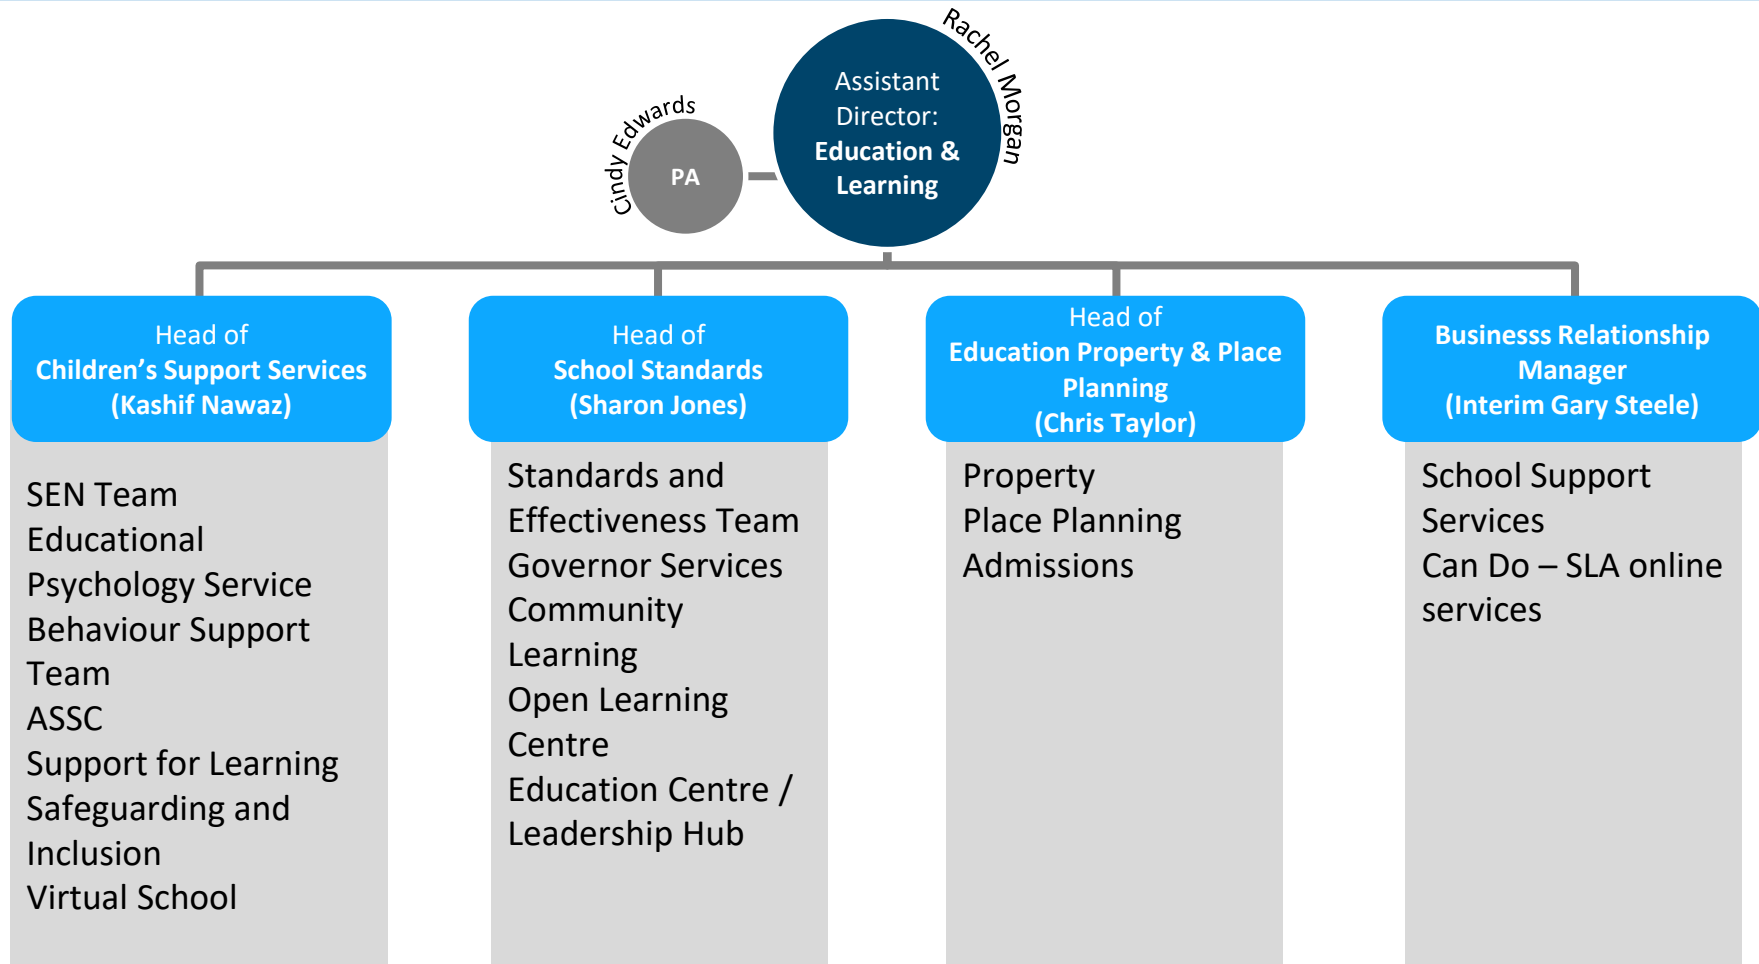 Rachel Morgan
Assistant
Director:
Education &
Learning
Cindy Edwards
PA
Head of
Children’s Support Services
(Kashif Nawaz)
SEN Team
Educational
Psychology Service
Behaviour Support
Team
ASSC
Support for Learning
Safeguarding and
Inclusion
Virtual School
Head of
School Standards
(Sharon Jones)
Standards and
Effectiveness Team
Governor Services
Community
Learning
Open Learning
Centre
Education Centre /
Leadership Hub
Head of
Education Property & Place
Planning
(Chris Taylor)
Property
Place Planning
Admissions
Businesss Relationship
Manager
(Interim Gary Steele)
School Support
Services
Can Do – SLA online
services